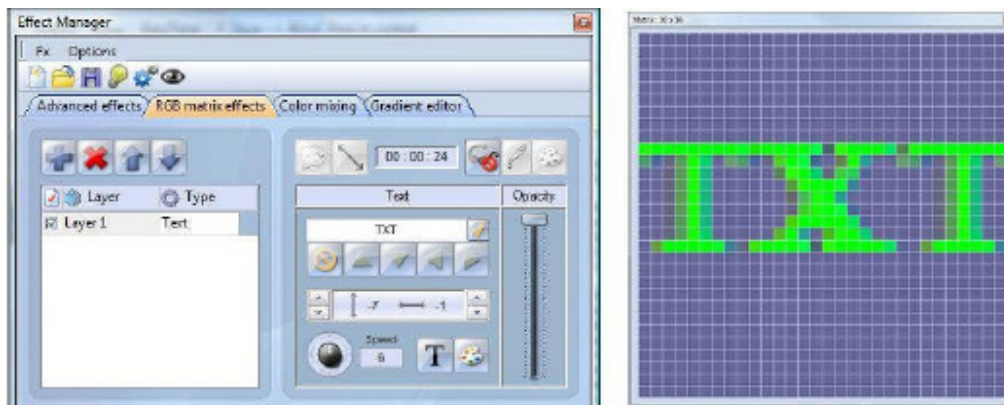 Effect Manager
Fx Options
Advanced effects RGB matrix effects Color mixing Gradient editor
00 : 00 : 24
Layer Type
Layer 1 Text
Text Opacity
TXT
-7 -1
Speed
6
T
TXT